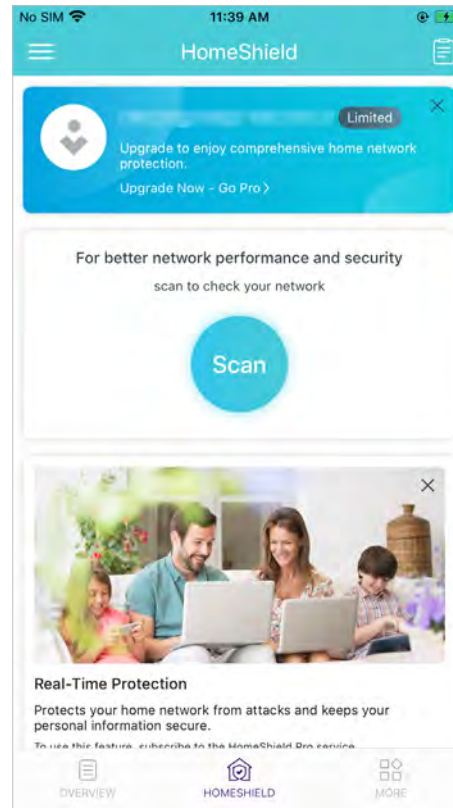 No SIM 11:39 AM
HomeShield
Limited
Upgrade to enjoy comprehensive home network
protection.
Upgrade Now - Go Pro >
For better network performance and security
scan to check your network
Scan
Real-Time Protection
Protects your home network from attacks and keeps your
personal information secure.
To use this feature, subscribe to the HomeShield Pro service
OVERVIEW HOMESHIELD MORE